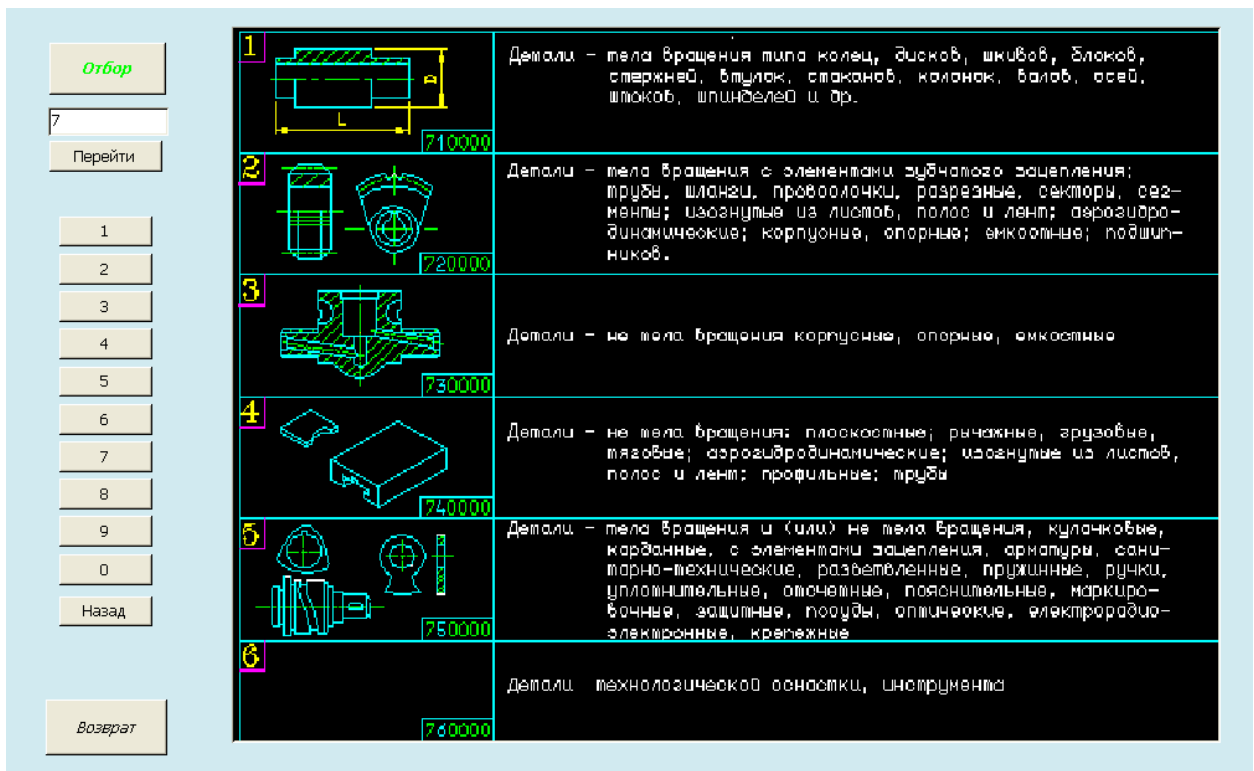 Отбор
7
Перейти
1
2
3
4
5
6
7
8
9
0
Назад
Возврат
1
L
D
710000
Детали – тела вращения типа колец, дисков, шкивов, блоков,
стержней, втулок, стаканов, колонок, валов, осей,
штоков, шпинделей и др.
2
720000
Детали – тела вращения с элементами зубчатого зацепления;
трубы, шланги, проволочки, разрезные, секторы, сег–
менты; изогнутые из листов, полос и лент; аэрогидро–
динамические; корпусные, опорные; емкостные; подшип–
ников.
3
730000
Детали – не тела вращения корпусные, опорные, емкостные
4
740000
Детали – не тела вращения: плоскостные; рычажные, грузовые,
тяговые; аэрогидродинамические; изогнутые из листов,
полос и лент; профильные; трубы
5
750000
Детали – тела вращения и (или) не тела вращения, кулачковые,
карданные, с элементами зацепления, арматуры, сани–
тарно–технические, разветвленные, пружинные, ручки,
уплотнительные, отсчетные, пояснительные, маркиро–
вочные, защитные, посуды, оптические, электрорадио–
электронные, крепежные
6
760000
Детали технологической оснастки, инструмента